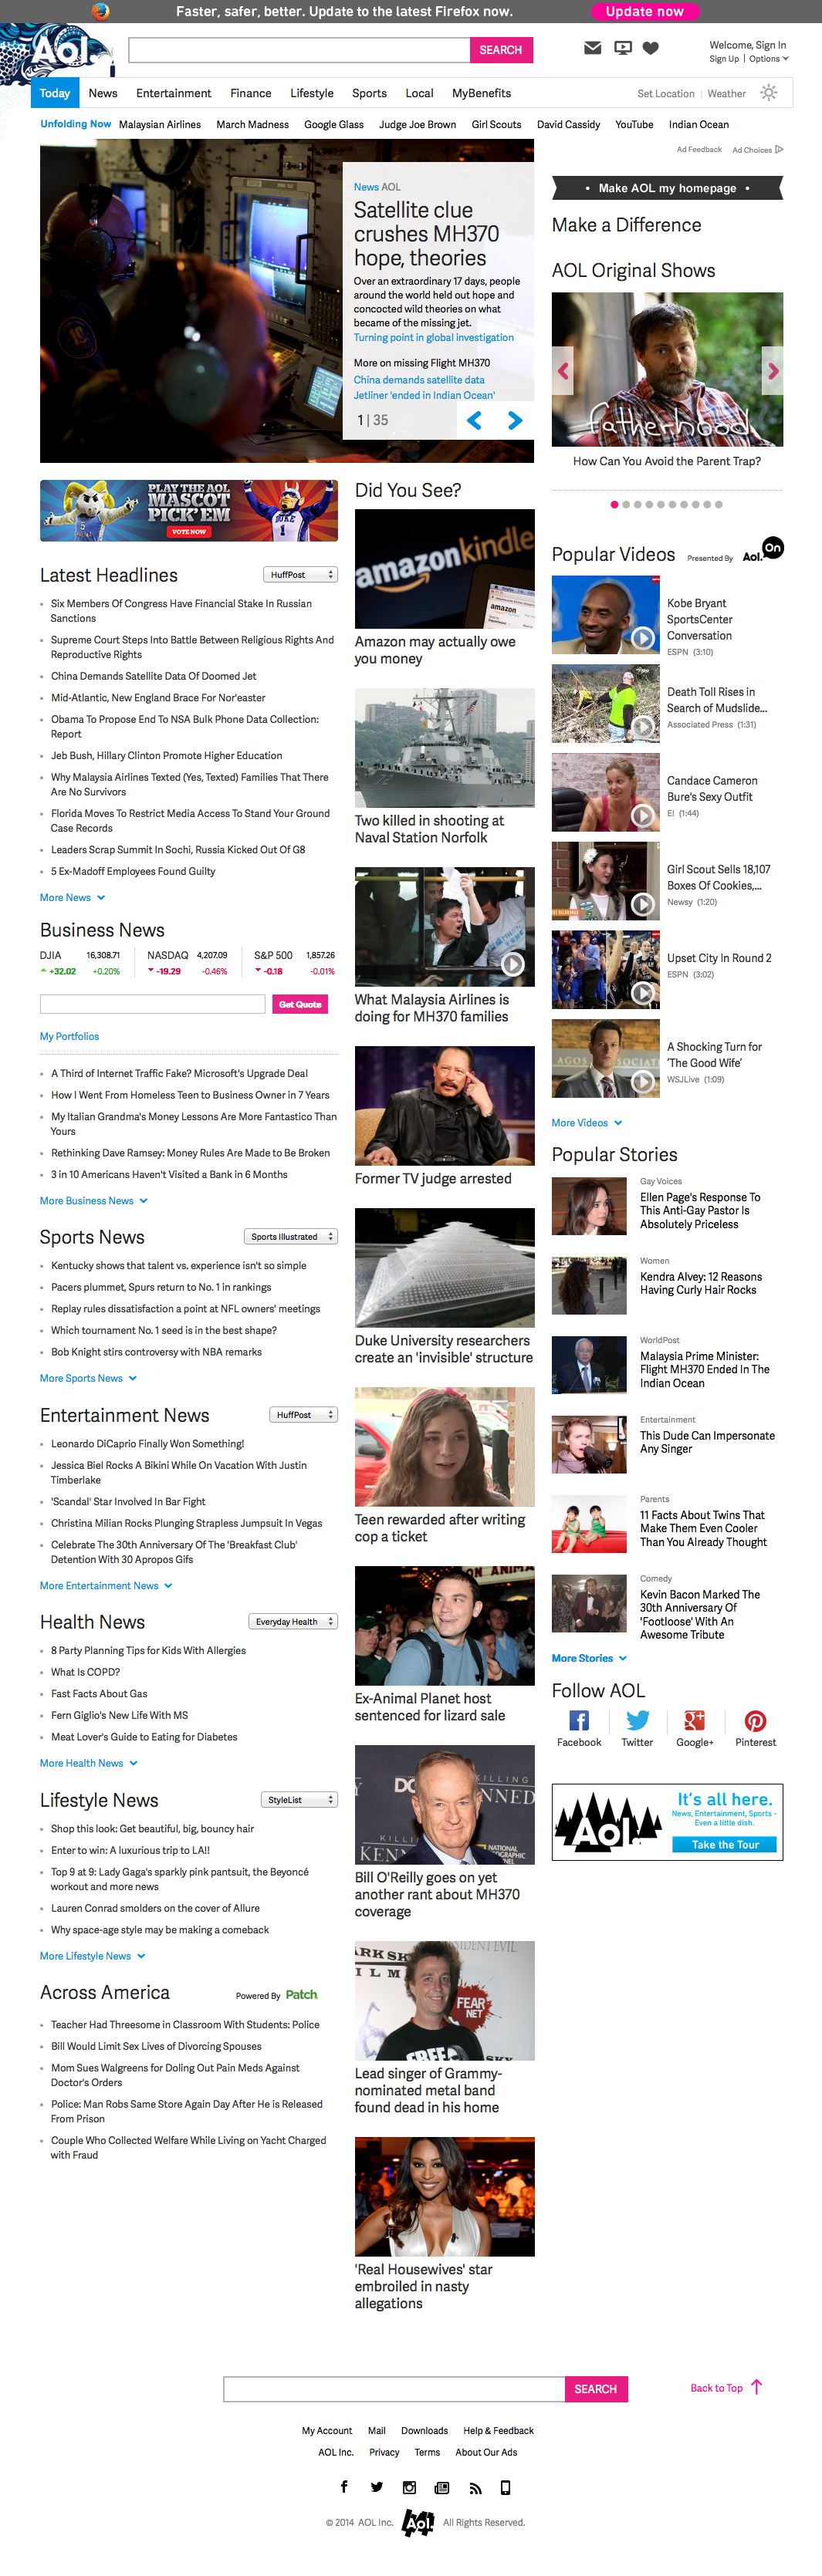 Faster, safer, better. Update to the latest Firefox now.
Update now
Aol.
SEARCH
Welcome, Sign In
Sign Up | Options
Today News Entertainment Finance Lifestyle Sports Local MyBenefits
Set Location | Weather
Unfolding Now Malaysian Airlines March Madness Google Glass Judge Joe Brown Girl Scouts David Cassidy YouTube Indian Ocean
News AOL
Satellite clue
crushes MH370
hope, theories
Over an extraordinary 17 days, people
around the world held out hope and
concocted wild theories on what
became of the missing jet.
Turning point in global investigation
More on missing Flight MH370
China demands satellite data
Jetliner 'ended in Indian Ocean'
1 | 35
PLAY THE AOL
MASCOT
PICK'EM
VOTE NOW
DUKE
1
Latest Headlines
HuffPost
Six Members Of Congress Have Financial Stake In Russian
Sanctions
Supreme Court Steps Into Battle Between Religious Rights And
Reproductive Rights
China Demands Satellite Data Of Doomed Jet
Mid-Atlantic, New England Brace For Nor'easter
Obama To Propose End To NSA Bulk Phone Data Collection:
Report
Jeb Bush, Hillary Clinton Promote Higher Education
Why Malaysia Airlines Texted (Yes, Texted) Families That There
Are No Survivors
Florida Moves To Restrict Media Access To Stand Your Ground
Case Records
Leaders Scrap Summit In Sochi, Russia Kicked Out Of G8
5 Ex-Madoff Employees Found Guilty
More News
Business News
DJIA 16,308.71 NASDAQ 4,207.09 S&P 500 1,857.26
+32.02 +0.20% -19.29 -0.46% -0.18 -0.01%
Get Quote
My Portfolios
A Third of Internet Traffic Fake? Microsoft's Upgrade Deal
How I Went From Homeless Teen to Business Owner in 7 Years
My Italian Grandma's Money Lessons Are More Fantastico Than
Yours
Rethinking Dave Ramsey: Money Rules Are Made to Be Broken
3 in 10 Americans Haven't Visited a Bank in 6 Months
More Business News
Sports News
Sports Illustrated
Kentucky shows that talent vs. experience isn't so simple
Pacers plummet, Spurs return to No. 1 in rankings
Replay rules dissatisfaction a point at NFL owners' meetings
Which tournament No. 1 seed is in the best shape?
Bob Knight stirs controversy with NBA remarks
More Sports News
Entertainment News
HuffPost
Leonardo DiCaprio Finally Won Something!
Jessica Biel Rocks A Bikini While On Vacation With Justin
Timberlake
'Scandal' Star Involved In Bar Fight
Christina Milian Rocks Plunging Strapless Jumpsuit In Vegas
Celebrate The 30th Anniversary Of The 'Breakfast Club'
Detention With 30 Apropos Gifs
More Entertainment News
Health News
Everyday Health
8 Party Planning Tips for Kids With Allergies
What Is COPD?
Fast Facts About Gas
Fern Giglio's New Life With MS
Meat Lover's Guide to Eating for Diabetes
More Health News
Lifestyle News
StyleList
Shop this look: Get beautiful, big, bouncy hair
Enter to win: A luxurious trip to LA!!
Top 9 at 9: Lady Gaga's sparkly pink pantsuit, the Beyoncé
workout and more news
Lauren Conrad smolders on the cover of Allure
Why space-age style may be making a comeback
More Lifestyle News
Across America
Powered By Patch
Teacher Had Threesome in Classroom With Students: Police
Bill Would Limit Sex Lives of Divorcing Spouses
Mom Sues Walgreens for Doling Out Pain Meds Against
Doctor's Orders
Police: Man Robs Same Store Again Day After He is Released
From Prison
Couple Who Collected Welfare While Living on Yacht Charged
with Fraud
Did You See?
amazonkindle
amazon
Amazon may actually owe
you money
72
Two killed in shooting at
Naval Station Norfolk
What Malaysia Airlines is
doing for MH370 families
Former TV judge arrested
Duke University researchers
create an 'invisible' structure
Teen rewarded after writing
cop a ticket
ON ANIMA
Ex-Animal Planet host
sentenced for lizard sale
KILLING
NNED
KILLI
KENN
NATIONAL
Bill O'Reilly goes on yet
another rant about MH370
coverage
ARK SK
ILM
SIDENT EVIL
FEAR
NET
FREE
SKY
Lead singer of Grammy-
nominated metal band
found dead in his home
'Real Housewives' star
embroiled in nasty
allegations
Ad Feedback Ad Choices
• Make AOL my homepage •
Make a Difference
AOL Original Shows
fatherhood
How Can You Avoid the Parent Trap?
Popular Videos
Presented By Aol. On
Kobe Bryant
SportsCenter
Conversation
ESPN (3:10)
Death Toll Rises in
Search of Mudslide...
Associated Press (1:31)
Candace Cameron
Bure's Sexy Outfit
E! (1:44)
Girl Scout Sells 18,107
Boxes Of Cookies,...
Newsy (1:20)
Upset City In Round 2
ESPN (3:02)
AGOS
A Shocking Turn for
'The Good Wife'
WSJLive (1:09)
More Videos
Popular Stories
Gay Voices
Ellen Page's Response To
This Anti-Gay Pastor Is
Absolutely Priceless
Women
Kendra Alvey: 12 Reasons
Having Curly Hair Rocks
WorldPost
Malaysia Prime Minister:
Flight MH370 Ended In The
Indian Ocean
Entertainment
This Dude Can Impersonate
Any Singer
Parents
11 Facts About Twins That
Make Them Even Cooler
Than You Already Thought
Comedy
Kevin Bacon Marked The
30th Anniversary Of
'Footloose' With An
Awesome Tribute
More Stories
Follow AOL
Facebook Twitter Google+ Pinterest
Aol.
It's all here.
News, Entertainment, Sports -
Even a little dish.
Take the Tour
SEARCH
Back to Top
My Account Mail Downloads Help & Feedback
AOL Inc. Privacy Terms About Our Ads
© 2014 AOL Inc. Aol. All Rights Reserved.